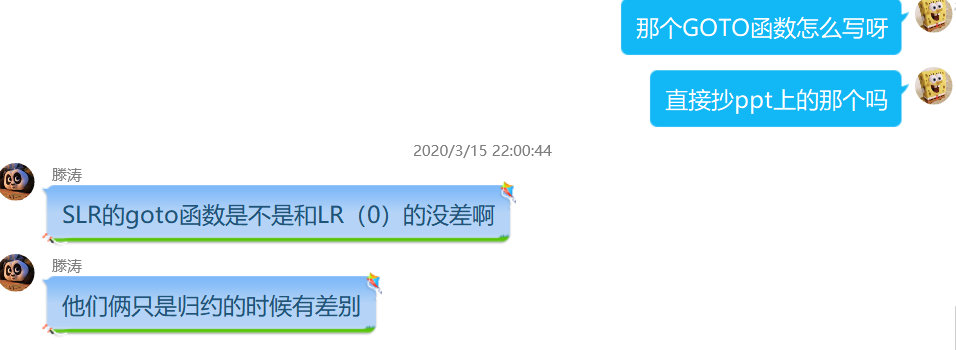 那个GOTO函数怎么写呀
直接抄ppt上的那个吗
2020/3/15 22:00:44
滕涛
SLR的goto函数是不是和LR（0）的没差啊
滕涛
他们俩只是归约的时候有差别